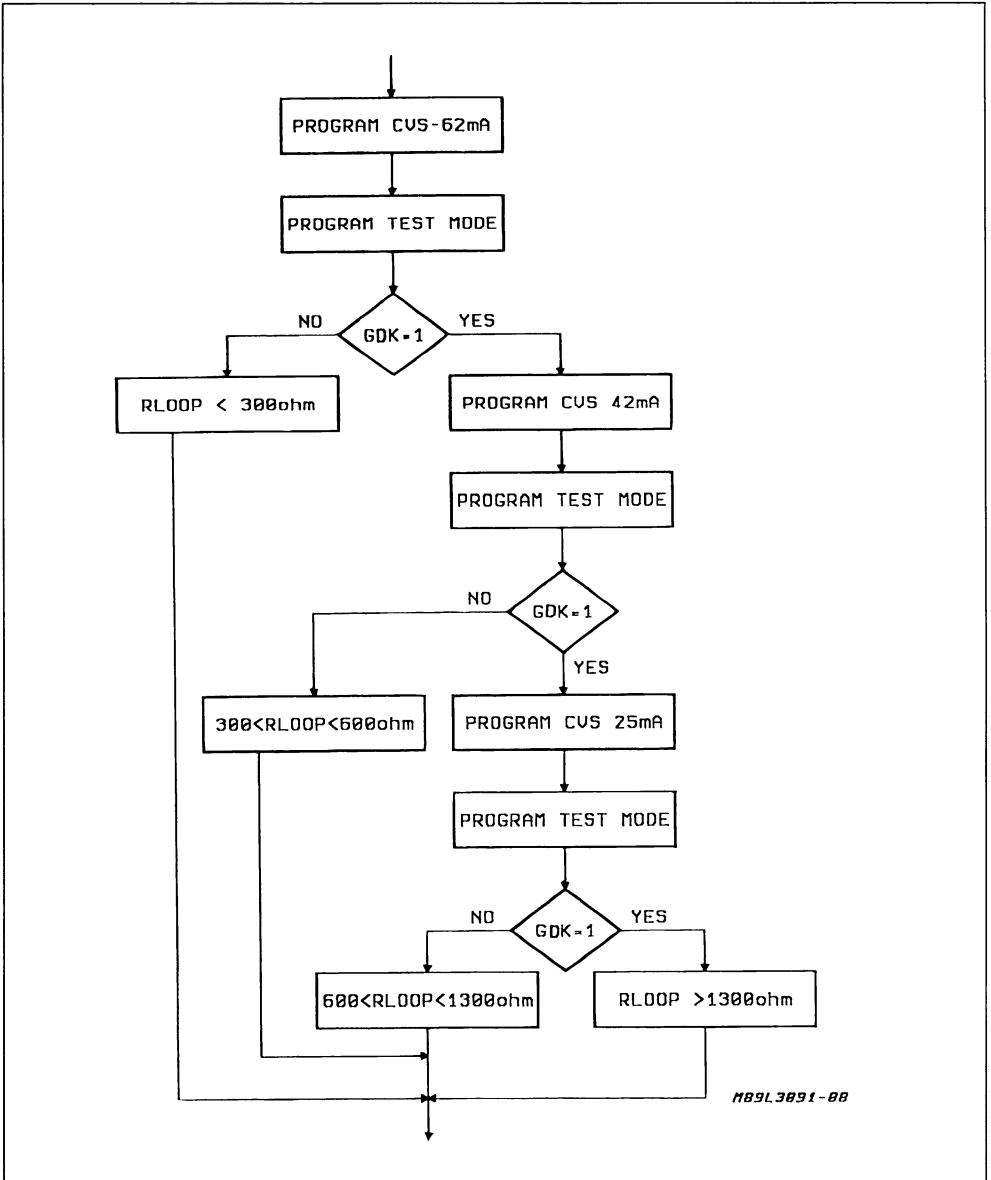 PROGRAM CVS-62mA
PROGRAM TEST MODE
NO
GDK=1
YES
RLOOP < 300ohm
PROGRAM CVS 42mA
PROGRAM TEST MODE
NO
GDK=1
YES
300<RLOOP<600ohm
PROGRAM CVS 25mA
PROGRAM TEST MODE
NO
GDK=1
YES
600<RLOOP<1300ohm
RLOOP >1300ohm
M89L3091-08